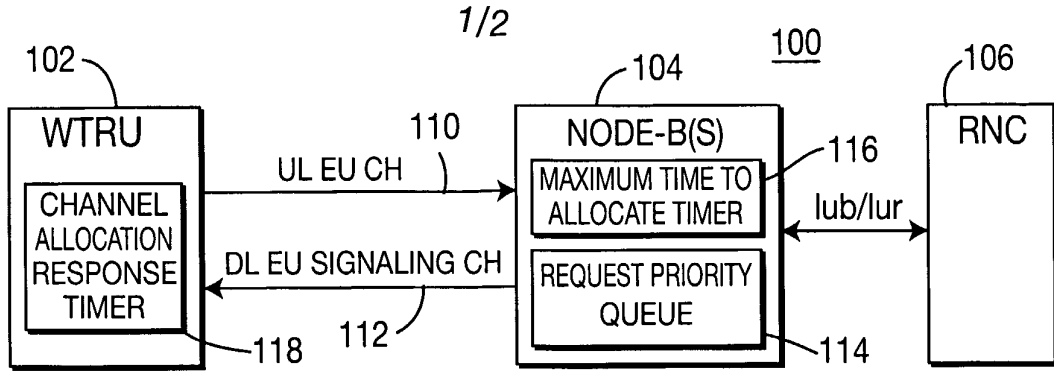 1/2
100
102
104
106
WTRU
NODE-B(S)
RNC
110
116
UL EU CH
MAXIMUM TIME TO
ALLOCATE TIMER
CHANNEL
ALLOCATION
RESPONSE
TIMER
Iub/Iur
DL EU SIGNALING CH
REQUEST PRIORITY
QUEUE
112
118
114